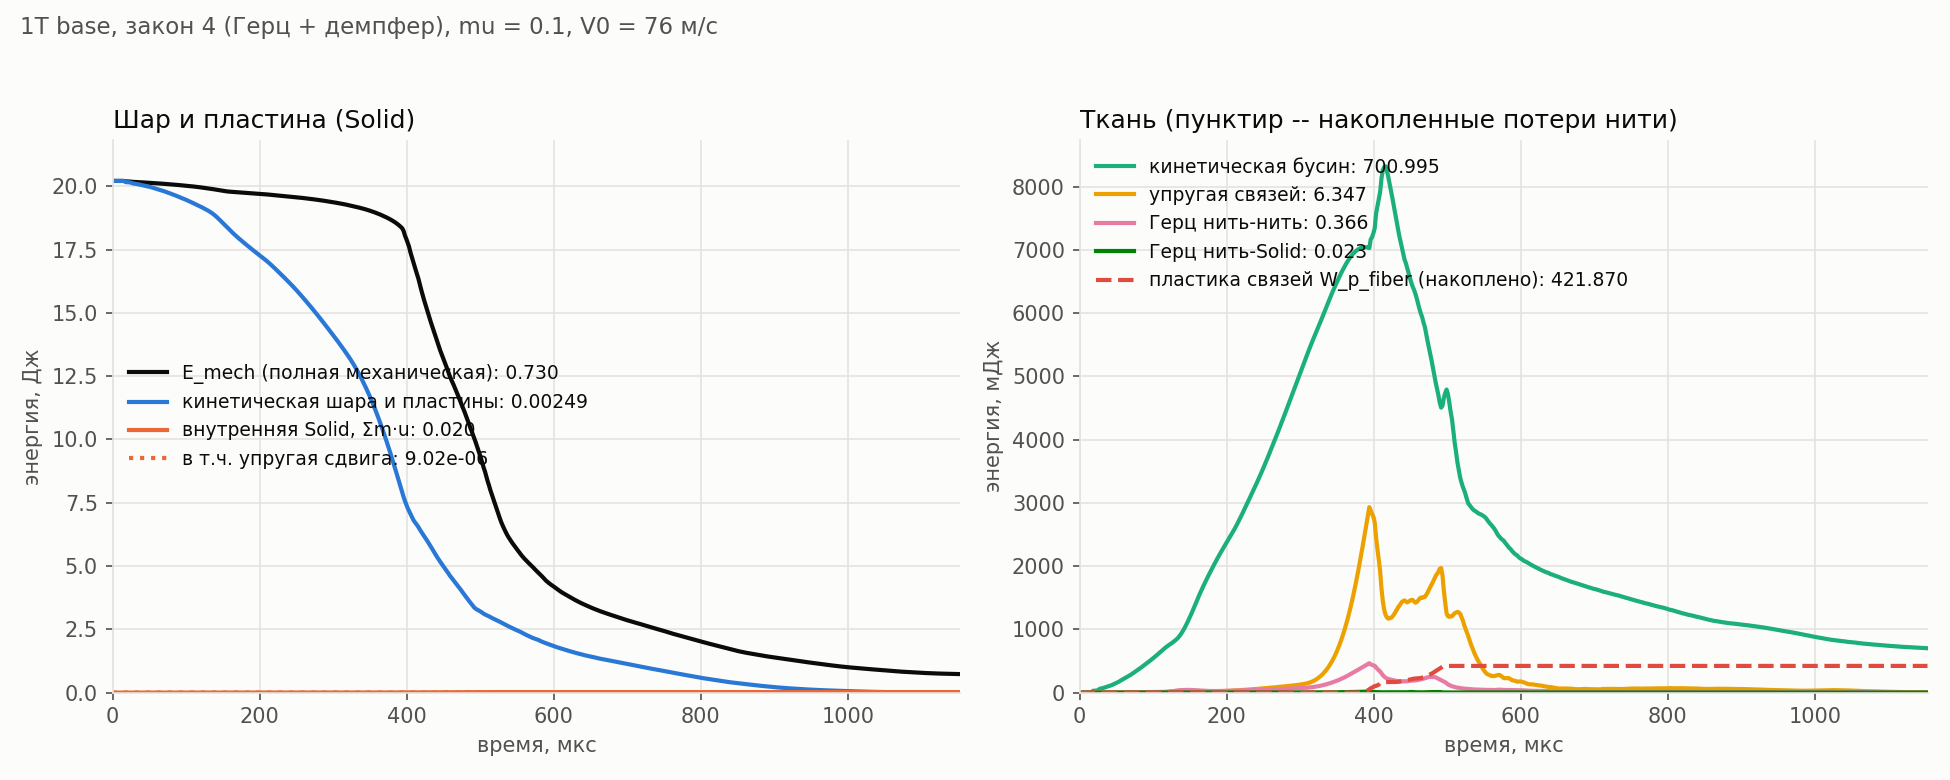 1T base, закон 4 (Герц + демпфер), mu = 0.1, V0 = 76 м/с
Шар и пластина (Solid)
энергия, Дж
20.0
17.5
15.0
12.5
10.0
7.5
5.0
2.5
0.0
E_mech (полная механическая): 0.730
кинетическая шара и пластины: 0.00249
внутренняя Solid, Σm·u: 0.020
в т.ч. упругая сдвига: 9.02e-06
0 200 400 600 800 1000
время, мкс
Ткань (пунктир -- накопленные потери нити)
энергия, мДж
8000
7000
6000
5000
4000
3000
2000
1000
0
кинетическая бусин: 700.995
упругая связей: 6.347
Герц нить-нить: 0.366
Герц нить-Solid: 0.023
пластика связей W_p_fiber (накоплено): 421.870
0 200 400 600 800 1000
время, мкс